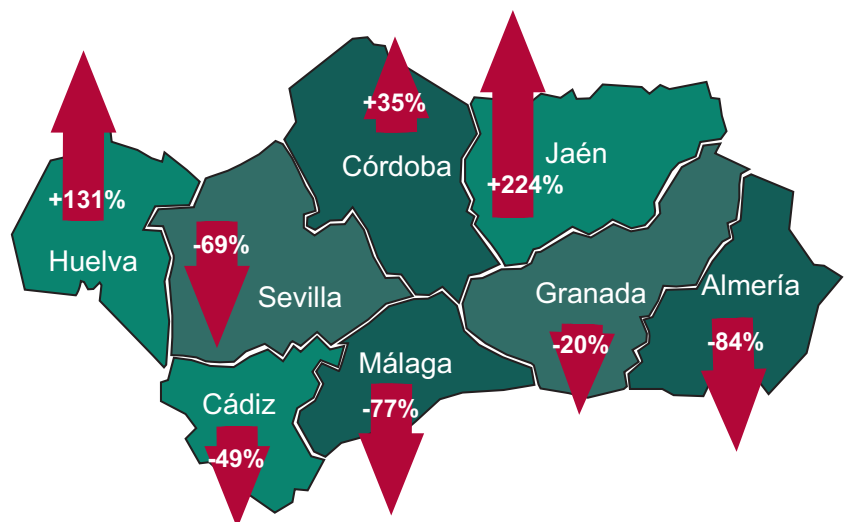 +35%
Córdoba
Jaén
+224%
+131%
Huelva
-69%
Sevilla
Granada
-20%
Almería
-84%
Málaga
-77%
Cádiz
-49%